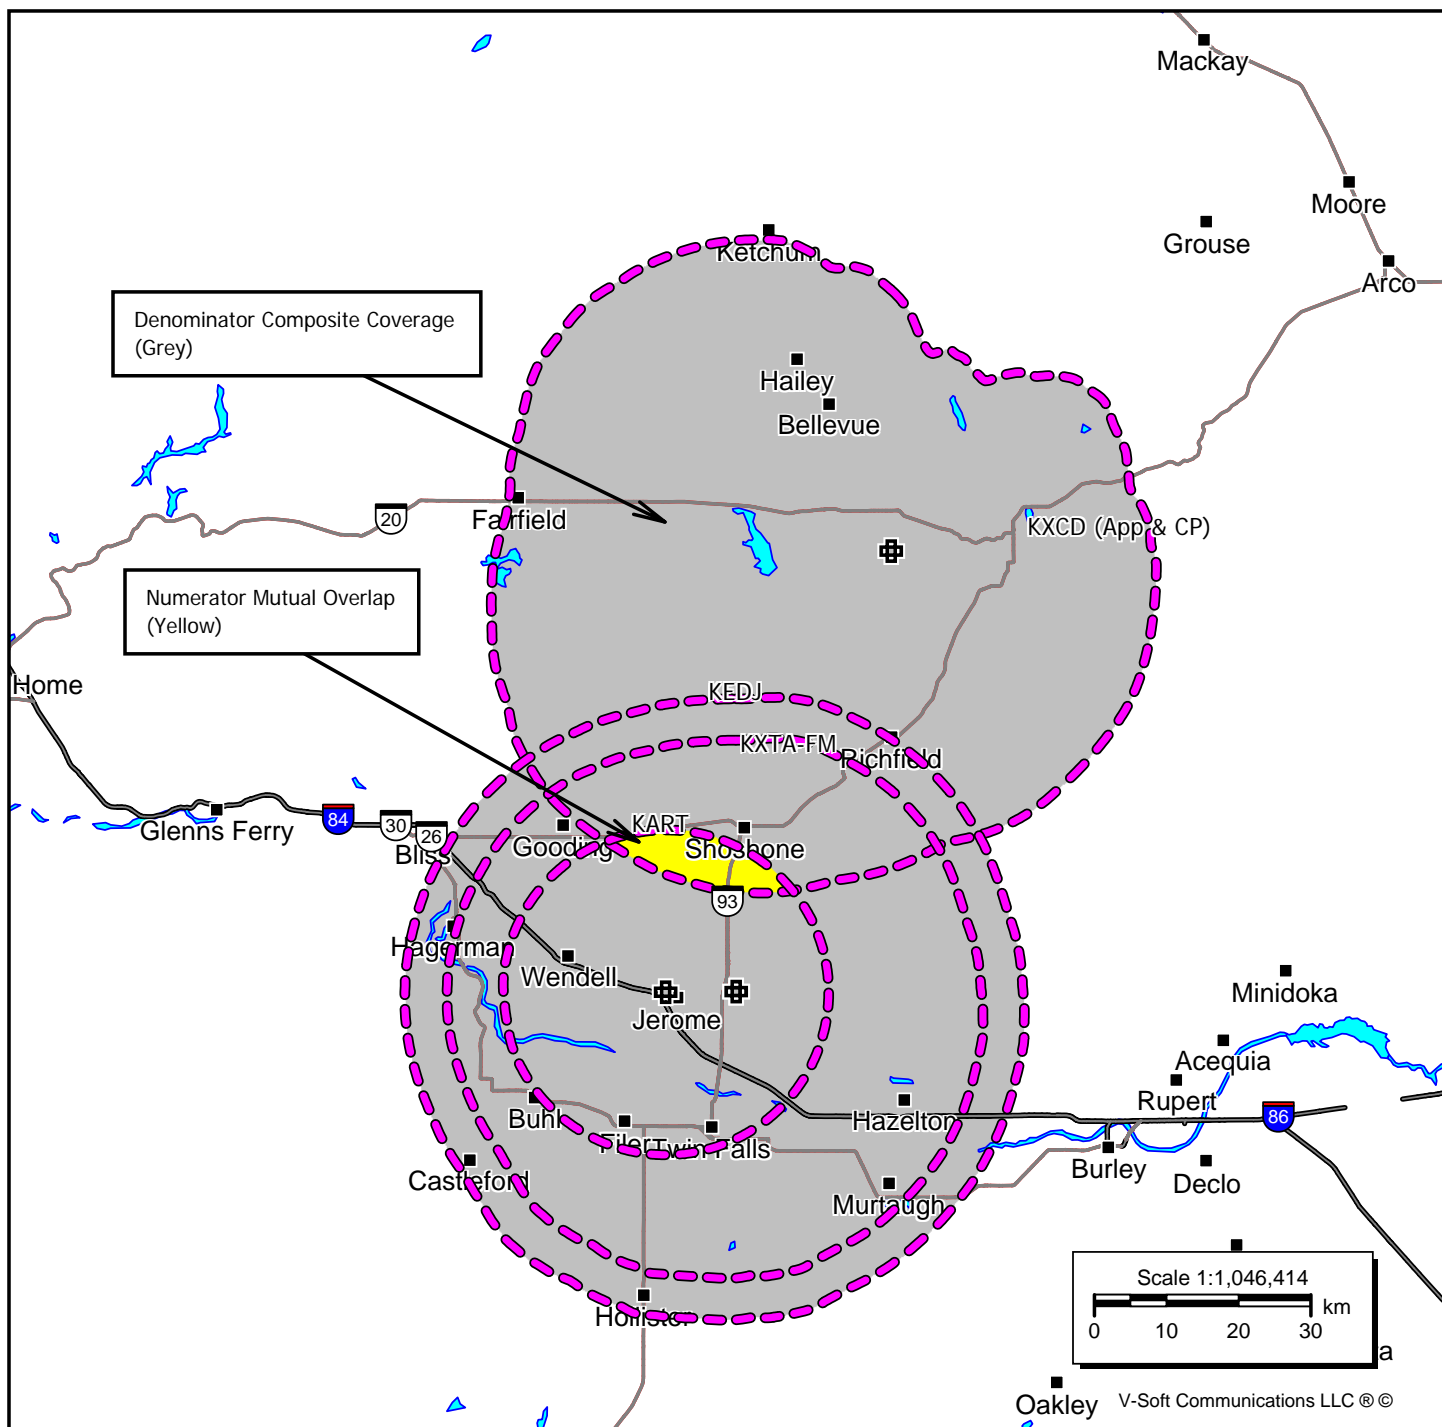 Mackay
Moore
Grouse
Arco
Ketchum
Denominator Composite Coverage
(Grey)
Hailey
Bellevue
20
Fairfield
KXCD (App & CP)
Numerator Mutual Overlap
(Yellow)
Home
KEDJ
KXTA-FM
Richfield
84
30
26
Glenns Ferry
Bliss
Gooding
KART
Shoshone
93
Hagerman
Wendell
Jerome
Minidoka
Acequia
Rupert
86
Buhl
Filer
Twin Falls
Hazelton
Burley
Declo
Castleford
Murtaugh
Hollister
Scale 1:1,046,414
km
0 10 20 30
a
Oakley
V-Soft Communications LLC ® ©